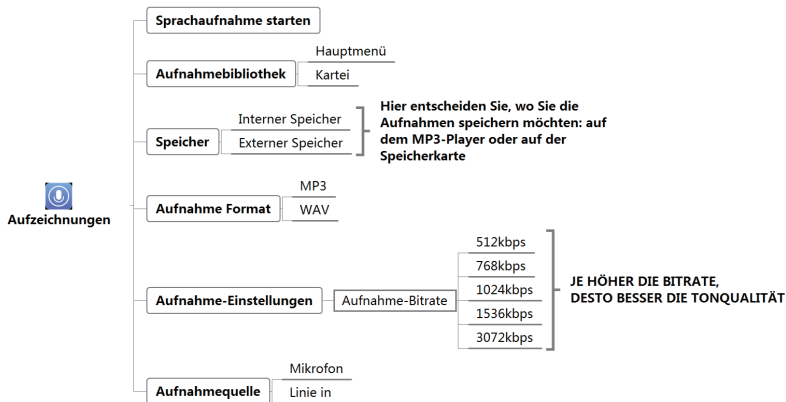 Sprachaufnahme starten
Hauptmenü
Aufnahmebibliothek
Kartei
Hier entscheiden Sie, wo Sie die
Aufnahmen speichern möchten: auf
dem MP3-Player oder auf der
Speicherkarte
Interner Speicher
Speicher
Externer Speicher
MP3
Aufnahme Format
WAV
Aufzeichnungen
512kbps
768kbps
JE HÖHER DIE BITRATE,
DESTO BESSER DIE TONQUALITÄT
1024kbps
Aufnahme-Einstellungen
Aufnahme-Bitrate
1536kbps
3072kbps
Mikrofon
Aufnahmequelle
Linie in